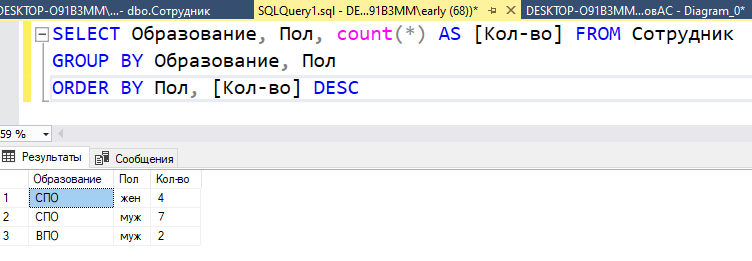 DESKTOP-O91B3MM\... - dbo.Сотрудник SQLQuery1.sql - DE...91B3MM\early (68))* DESKTOP-O91B3MM...овАС - Diagram_0*
SELECT Образование, Пол, count(*) AS [Кол-во] FROM Сотрудник
GROUP BY Образование, Пол
ORDER BY Пол, [Кол-во] DESC
59 %
Результаты Сообщения
Образование Пол Кол-во
1 СПО жен 4
2 СПО муж 7
3 ВПО муж 2